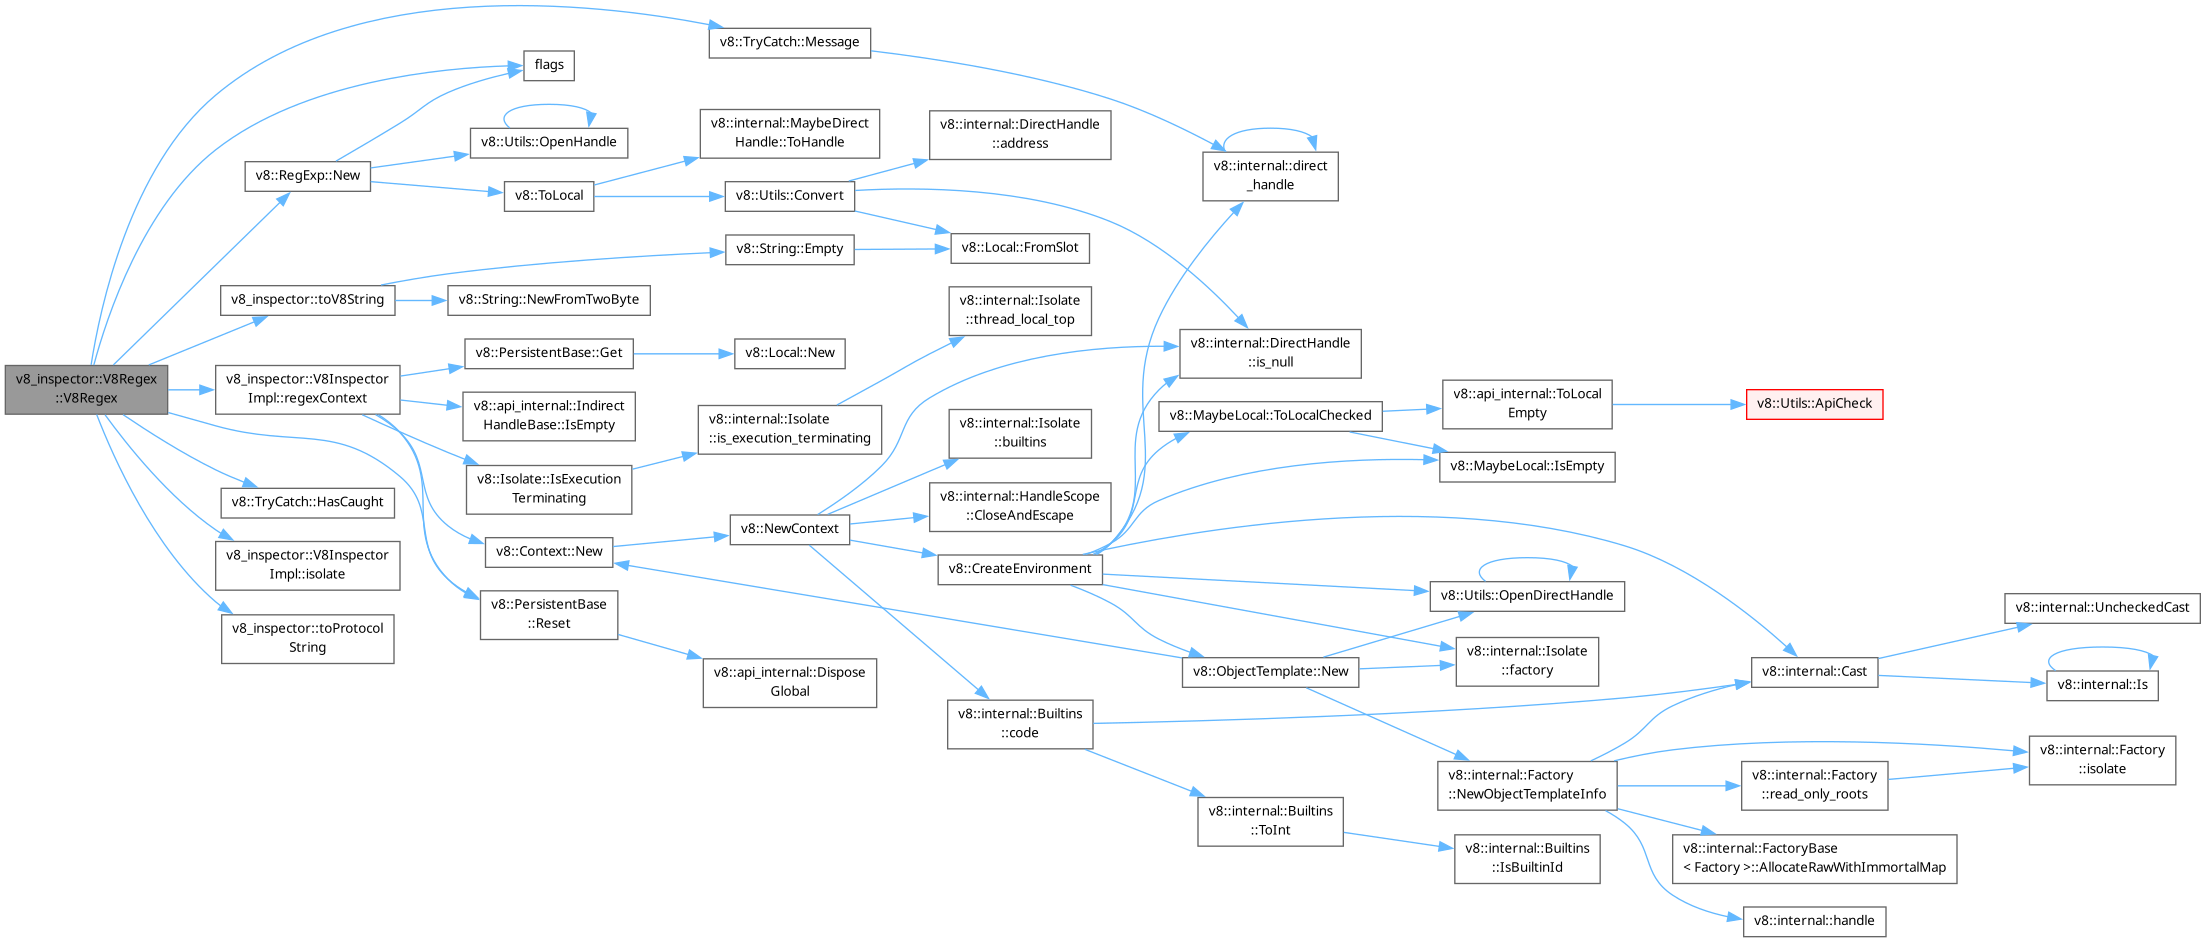 v8_inspector::V8Regex
::V8Regex
v8::TryCatch::Message
flags
v8::RegExp::New
v8::Utils::OpenHandle
v8::ToLocal
v8::internal::MaybeDirect
Handle::ToHandle
v8::Utils::Convert
v8::internal::DirectHandle
::address
v8::internal::direct
_handle
v8::String::Empty
v8::Local::FromSlot
v8_inspector::toV8String
v8::String::NewFromTwoByte
v8::internal::Isolate
::thread_local_top
v8::internal::DirectHandle
::is_null
v8_inspector::V8Inspector
Impl::regexContext
v8::PersistentBase::Get
v8::Local::New
v8::api_internal::Indirect
HandleBase::IsEmpty
v8::internal::Isolate
::is_execution_terminating
v8::Isolate::IsExecution
Terminating
v8::internal::Isolate
::builtins
v8::MaybeLocal::ToLocalChecked
v8::api_internal::ToLocal
Empty
v8::Utils::ApiCheck
v8::MaybeLocal::IsEmpty
v8::TryCatch::HasCaught
v8::internal::HandleScope
::CloseAndEscape
v8::NewContext
v8::Context::New
v8_inspector::V8Inspector
Impl::isolate
v8::CreateEnvironment
v8::Utils::OpenDirectHandle
v8::PersistentBase
::Reset
v8_inspector::toProtocol
String
v8::api_internal::Dispose
Global
v8::internal::Isolate
::factory
v8::ObjectTemplate::New
v8::internal::UncheckedCast
v8::internal::Cast
v8::internal::Is
v8::internal::Builtins
::code
v8::internal::Factory
::NewObjectTemplateInfo
v8::internal::Factory
::read_only_roots
v8::internal::Factory
::isolate
v8::internal::Builtins
::ToInt
v8::internal::Builtins
::IsBuiltinId
v8::internal::FactoryBase
< Factory >::AllocateRawWithImmortalMap
v8::internal::handle